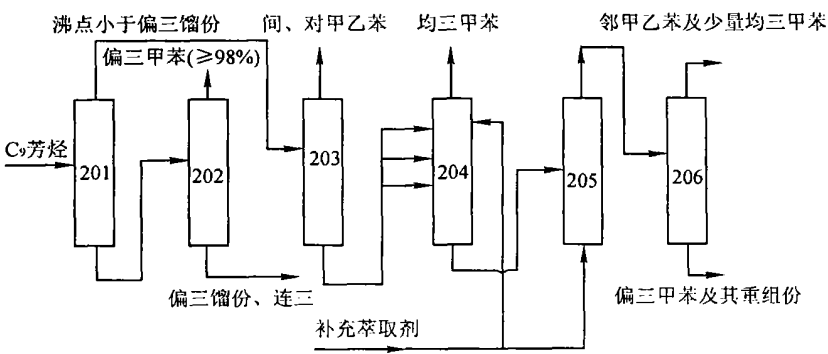 沸点小于偏三馏份
间、对甲乙苯
均三甲苯
邻甲乙苯及少量均三甲苯
偏三甲苯(≥98%)
C₉芳烃
201
202
203
204
205
206
偏三馏份、连三
偏三甲苯及其重组份
补充萃取剂